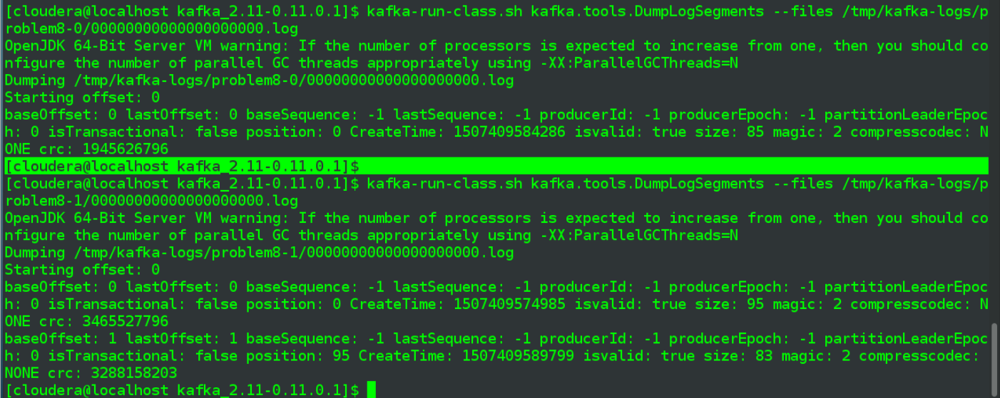 [cloudera@localhost kafka_2.11-0.11.0.1]$ kafka-run-class.sh kafka.tools.DumpLogSegments --files /tmp/kafka-logs/p
roblem8-0/00000000000000000000.log
OpenJDK 64-Bit Server VM warning: If the number of processors is expected to increase from one, then you should co
nfigure the number of parallel GC threads appropriately using -XX:ParallelGCThreads=N
Dumping /tmp/kafka-logs/problem8-0/00000000000000000000.log
Starting offset: 0
baseOffset: 0 lastOffset: 0 baseSequence: -1 lastSequence: -1 producerId: -1 producerEpoch: -1 partitionLeaderEpoc
h: 0 isTransactional: false position: 0 CreateTime: 1507409584286 isvalid: true size: 85 magic: 2 compresscodec: N
ONE crc: 1945626796
[cloudera@localhost kafka_2.11-0.11.0.1]$
[cloudera@localhost kafka_2.11-0.11.0.1]$ kafka-run-class.sh kafka.tools.DumpLogSegments --files /tmp/kafka-logs/p
roblem8-1/00000000000000000000.log
OpenJDK 64-Bit Server VM warning: If the number of processors is expected to increase from one, then you should co
nfigure the number of parallel GC threads appropriately using -XX:ParallelGCThreads=N
Dumping /tmp/kafka-logs/problem8-1/00000000000000000000.log
Starting offset: 0
baseOffset: 0 lastOffset: 0 baseSequence: -1 lastSequence: -1 producerId: -1 producerEpoch: -1 partitionLeaderEpoc
h: 0 isTransactional: false position: 0 CreateTime: 1507409574985 isvalid: true size: 95 magic: 2 compresscodec: N
ONE crc: 3465527796
baseOffset: 1 lastOffset: 1 baseSequence: -1 lastSequence: -1 producerId: -1 producerEpoch: -1 partitionLeaderEpoc
h: 0 isTransactional: false position: 95 CreateTime: 1507409589799 isvalid: true size: 83 magic: 2 compresscodec:
NONE crc: 3288158203
[cloudera@localhost kafka_2.11-0.11.0.1]$